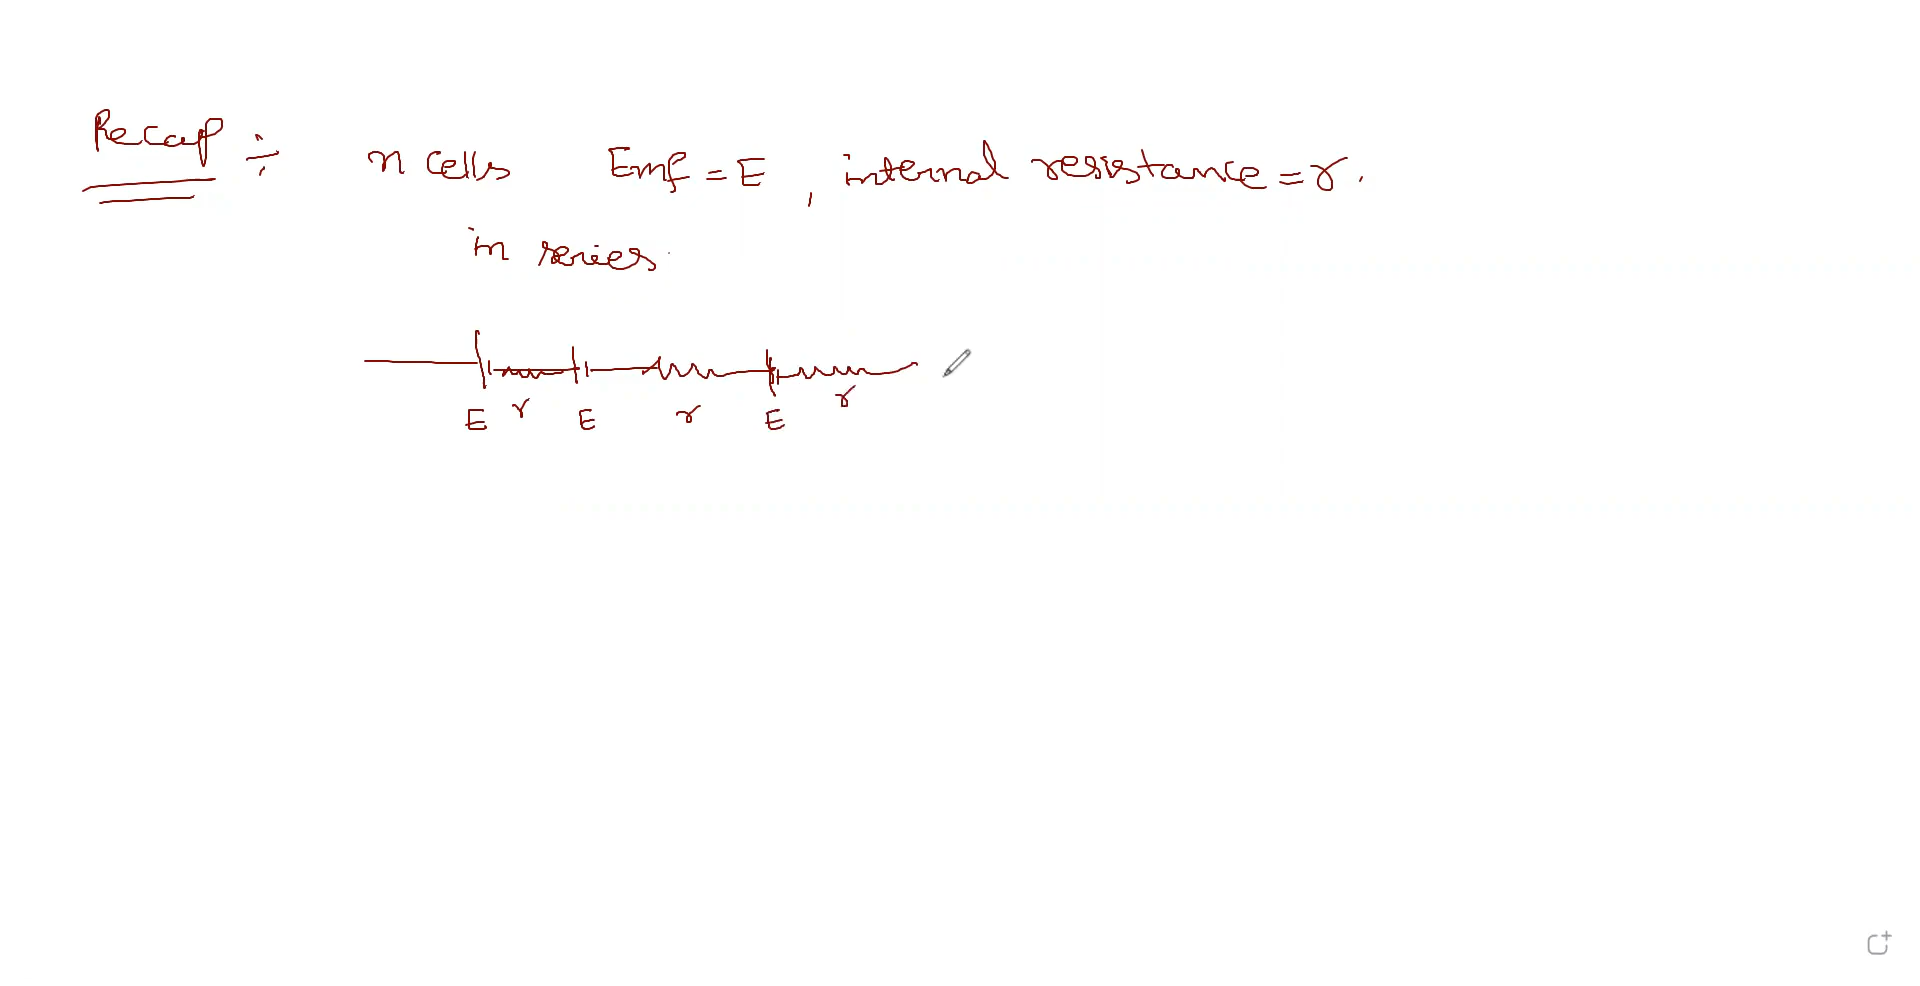 Recap ÷ n cells Emf = E , internal resistance = r .
in series
E r E r E r